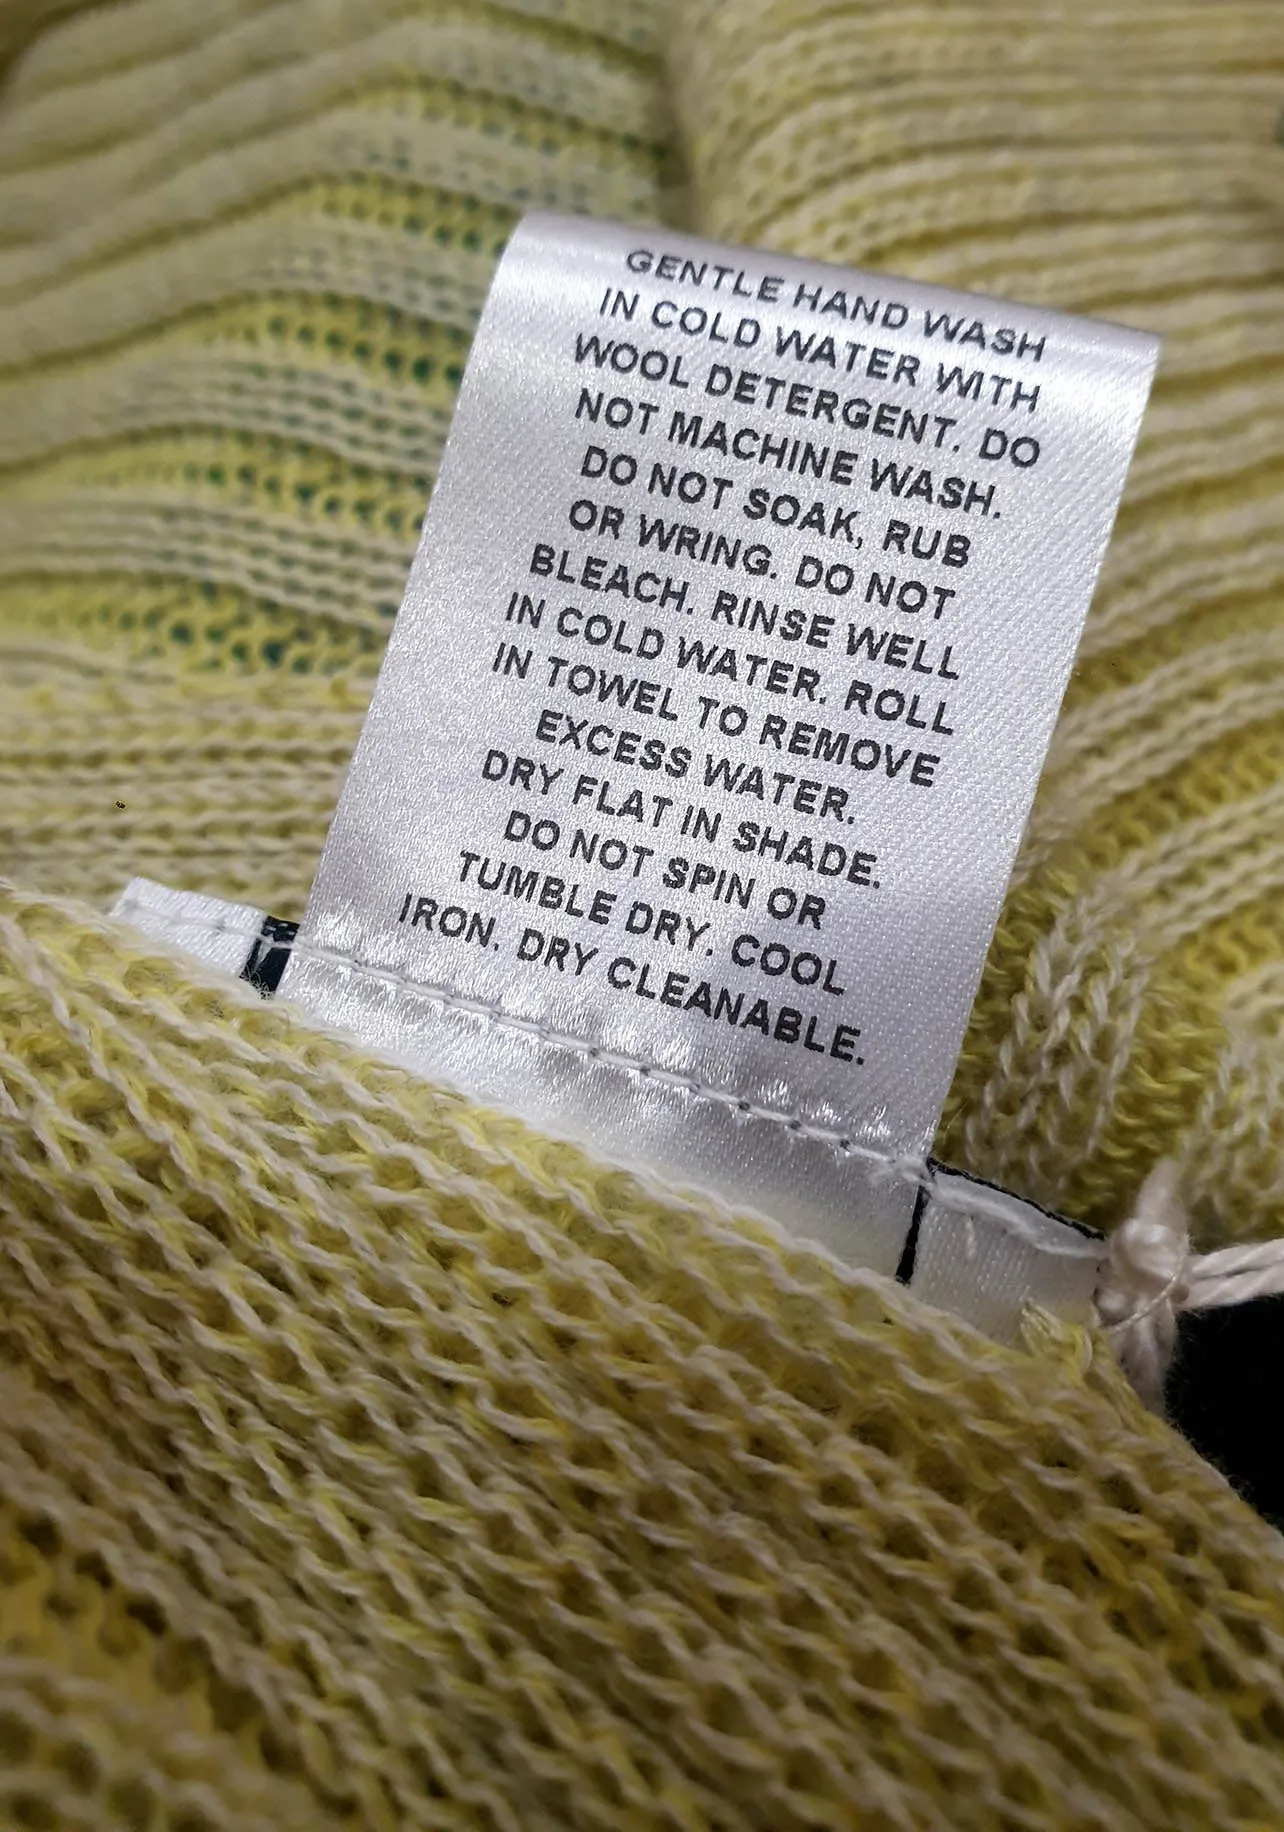 GENTLE HAND WASH
IN COLD WATER WITH
WOOL DETERGENT. DO
NOT MACHINE WASH.
DO NOT SOAK, RUB
OR WRING. DO NOT
BLEACH. RINSE WELL
IN COLD WATER. ROLL
IN TOWEL TO REMOVE
EXCESS WATER.
DRY FLAT IN SHADE.
DO NOT SPIN OR
TUMBLE DRY. COOL
IRON. DRY CLEANABLE.